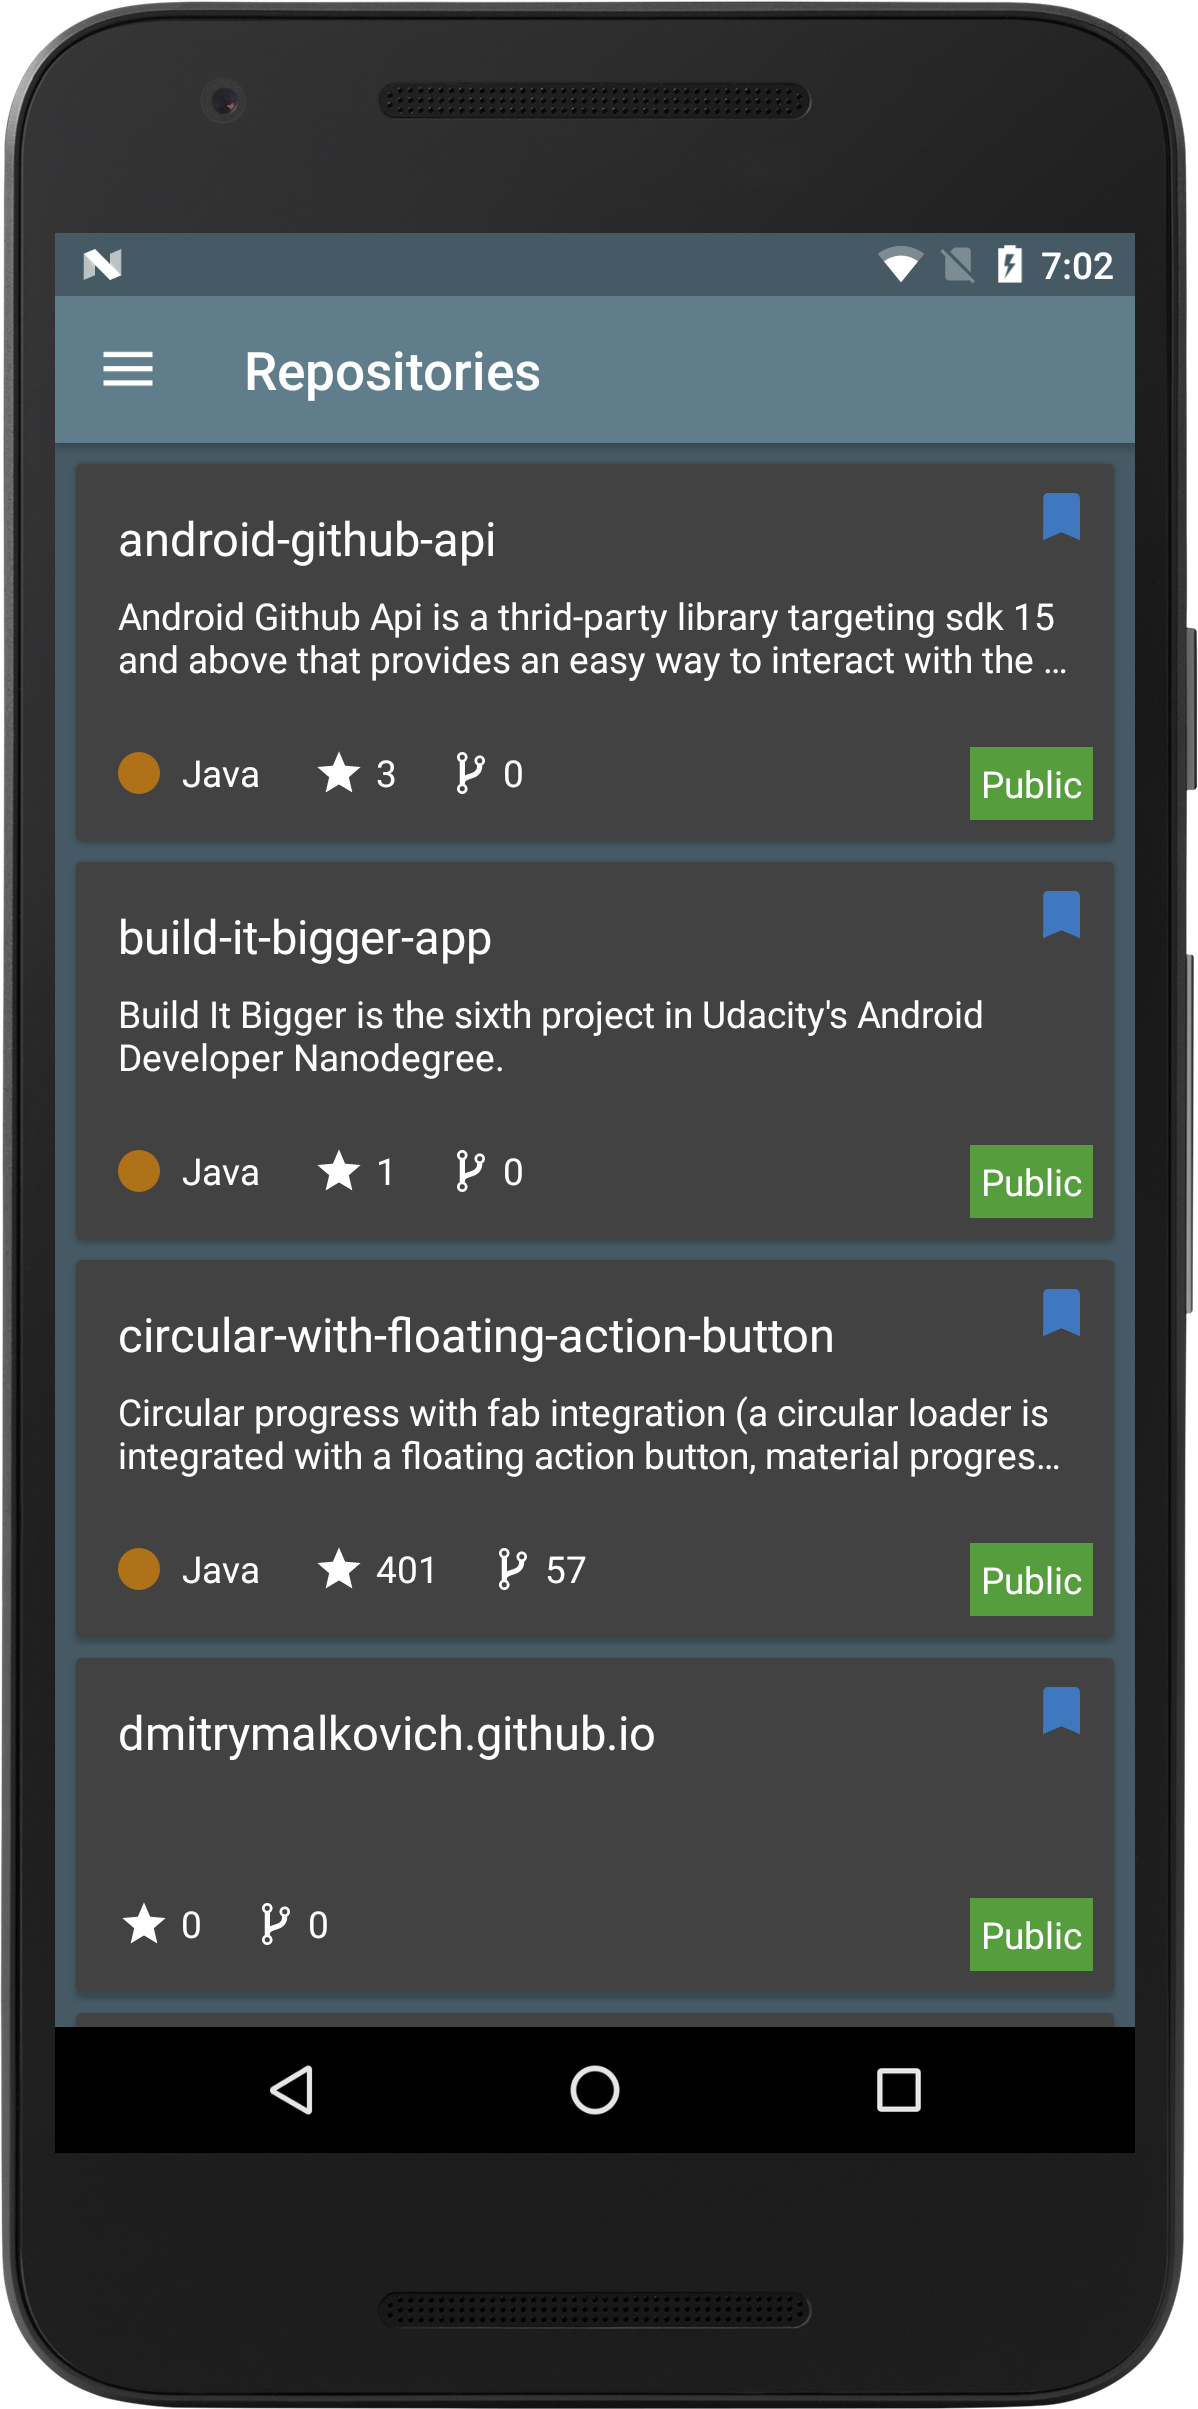 7:02
Repositories
android-github-api
Android Github Api is a thrid-party library targeting sdk 15
and above that provides an easy way to interact with the ...
Java 3 0
Public
build-it-bigger-app
Build It Bigger is the sixth project in Udacity's Android
Developer Nanodegree.
Java 1 0
Public
circular-with-floating-action-button
Circular progress with fab integration (a circular loader is
integrated with a floating action button, material progres...
Java 401 57
Public
dmitrymalkovich.github.io
0 0
Public